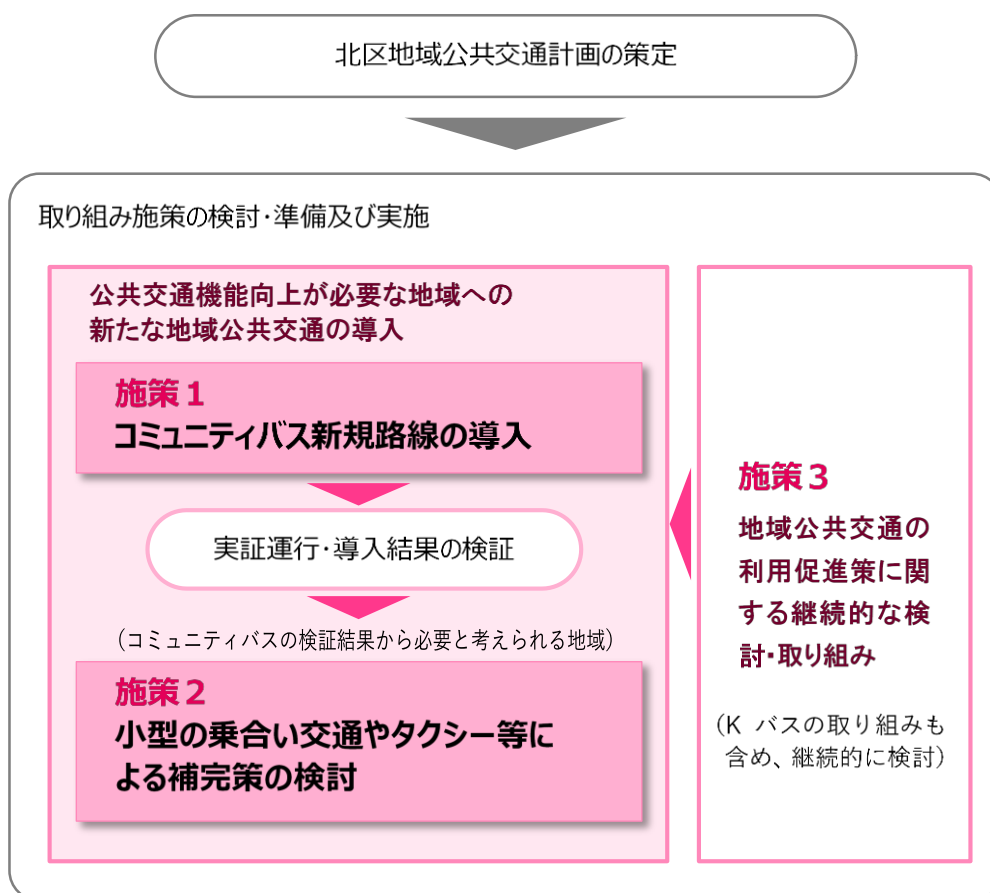 北区地域公共交通計画の策定
取り組み施策の検討･準備及び実施
公共交通機能向上が必要な地域への
新たな地域公共交通の導入
施策１
コミュニティバス新規路線の導入
実証運行･導入結果の検証
（コミュニティバスの検証結果から必要と考えられる地域）
施策２
小型の乗合い交通やタクシー等に
よる補完策の検討
施策３
地域公共交通の
利用促進策に関
する継続的な検
討･取り組み
（K バスの取り組みも
含め、継続的に検討）